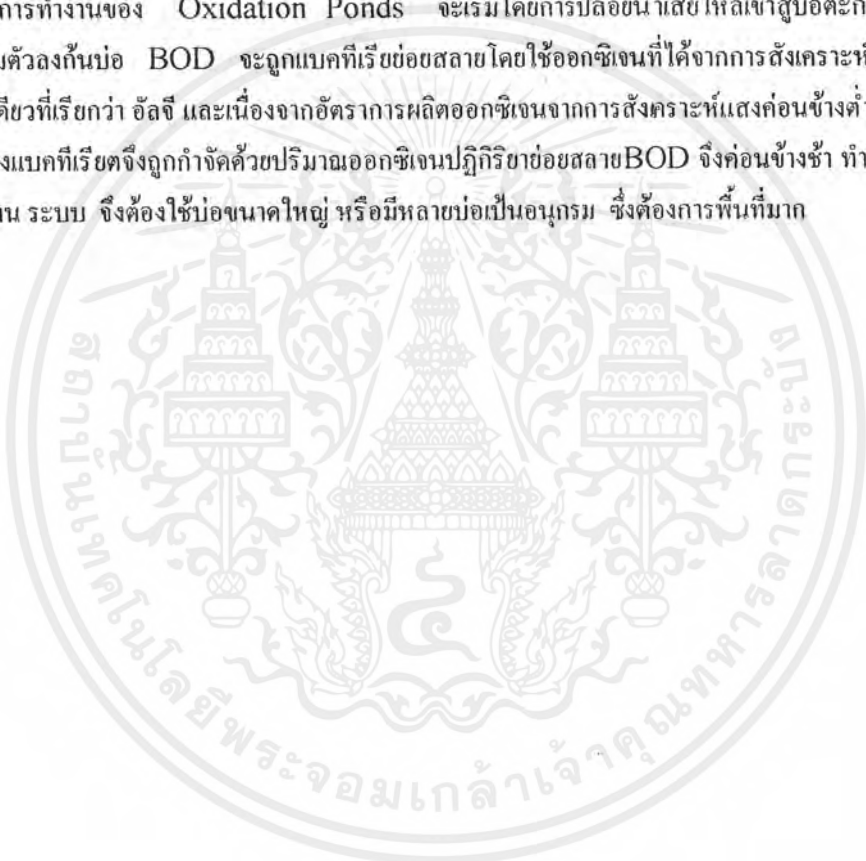 การทำงานของ Oxidation Ponds จะเริ่มโดยการปล่อยน้ำเสียให้ไหลเข้าสู่บ่อตะก
มตัวลงก้นบ่อ BOD จะถูกแบคทีเรียย่อยสลายโดยใช้ออกซิเจนที่ได้จากการสังเคราะห์
ดียวที่เรียกว่า อัลจี และเนื่องจากอัตราการผลิตออกซิเจนจากการสังเคราะห์แสงค่อนข้างต่ำ
งแบคทีเรียตจึงถูกกำจัดด้วยปริมาณออกซิเจนปฏิกิริยาย่อยสลายBOD จึงค่อนข้างช้า ทำ
าน ระบบ จึงต้องใช้บ่อขนาดใหญ่ หรือมีหลายบ่อเป็นอนุกรม ซึ่งต้องการพื้นที่มาก
สถาบันเทคโนโลยีพระจอมเกล้าเจ้าคุณทหารลาดกระบัง